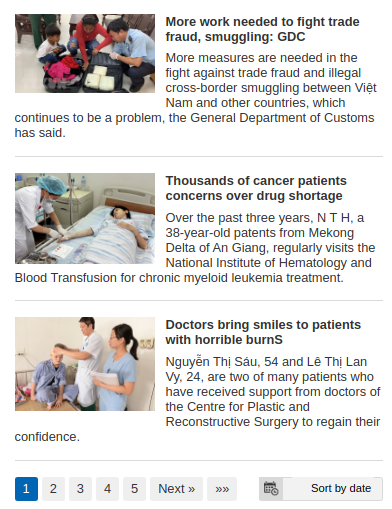 More work needed to fight trade
fraud, smuggling: GDC
More measures are needed in the
fight against trade fraud and illegal
cross-border smuggling between Việt
Nam and other countries, which
continues to be a problem, the General Department of Customs
has said.
Thousands of cancer patients
concerns over drug shortage
Over the past three years, N T H, a
38-year-old patents from Mekong
Delta of An Giang, regularly visits the
National Institute of Hematology and
Blood Transfusion for chronic myeloid leukemia treatment.
Doctors bring smiles to patients
with horrible burnS
Nguyễn Thị Sáu, 54 and Lê Thị Lan
Vy, 24, are two of many patients who
have received support from doctors of
the Centre for Plastic and
Reconstructive Surgery to regain their
confidence.
1 2 3 4 5 Next » »» Sort by date